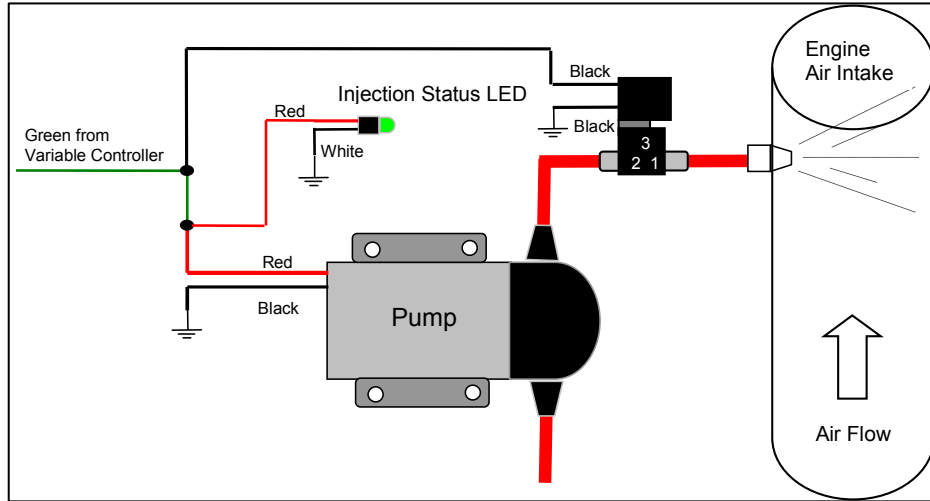 Engine
Air Intake
Black
Injection Status LED
Red
Black
Green from
Variable Controller
White
3
2 1
Red
Black
Pump
Air Flow